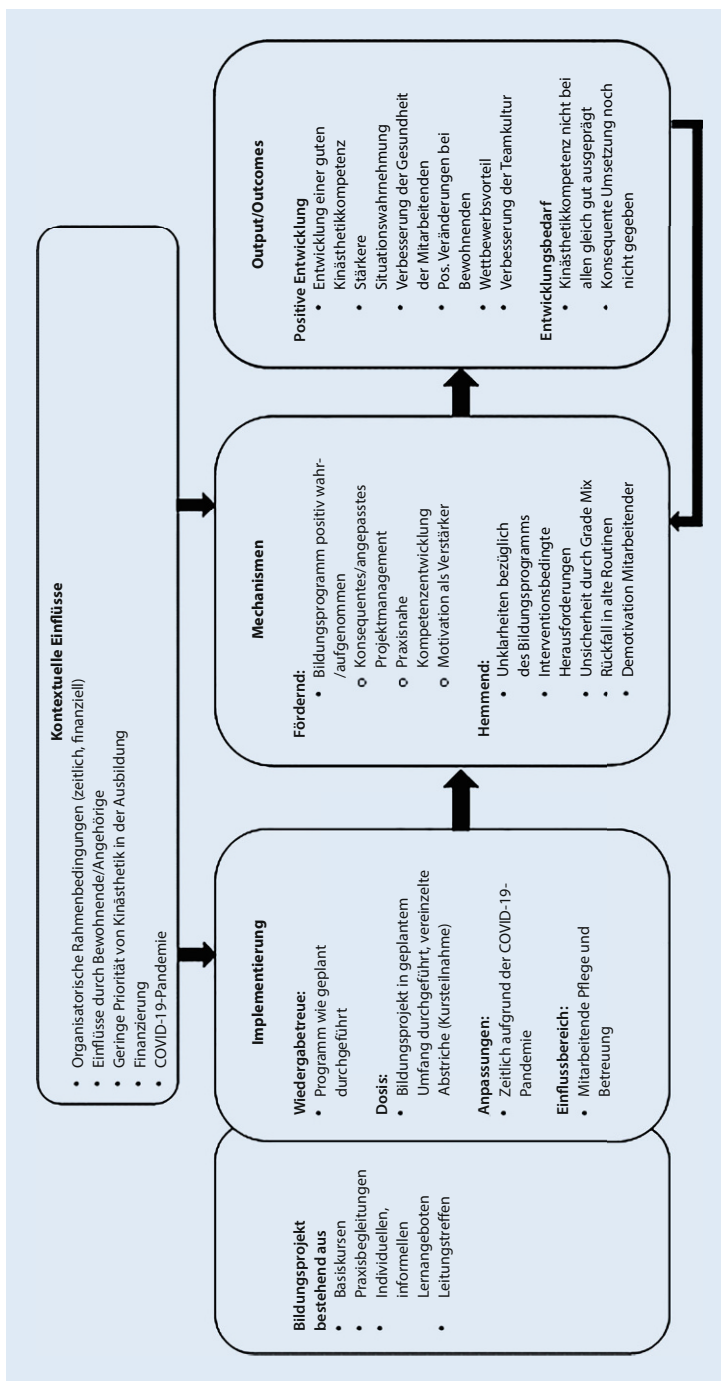 Kontextuelle Einflüsse
• Organisatorische Rahmenbedingungen (zeitlich, finanziell)
• Einflüsse durch Bewohnende/Angehörige
• Geringe Priorität von Kinästhetik in der Ausbildung
• Finanzierung
• COVID-19-Pandemie
Bildungsprojekt
bestehend aus
• Basiskursen
• Praxisbegleitungen
• Individuellen,
informellen
Lernangeboten
• Leitungstreffen
Implementierung
Wiedergabetreue:
• Programm wie geplant
durchgeführt
Dosis:
• Bildungsprojekt in geplantem
Umfang durchgeführt, vereinzelte
Abstriche (Kursteilnahme)
Anpassungen:
• Zeitlich aufgrund der COVID-19-
Pandemie
Einflussbereich:
• Mitarbeitende Pflege und
Betreuung
Mechanismen
Fördernd:
• Bildungsprogramm positiv wahr-
/aufgenommen
o Konsequentes/angepasstes
Projektmanagement
o Praxisnahe
Kompetenzentwicklung
o Motivation als Verstärker
Hemmend:
• Unklarheiten bezüglich
des Bildungsprogramms
• Interventionsbedingte
Herausforderungen
• Unsicherheit durch Grade Mix
• Rückfall in alte Routinen
• Demotivation Mitarbeitender
Output/Outcomes
Positive Entwicklung
• Entwicklung einer guten
Kinästhetikkompetenz
• Stärkere
Situationswahrnehmung
• Verbesserung der Gesundheit
der Mitarbeitenden
• Pos. Veränderungen bei
Bewohnenden
• Wettbewerbsvorteil
• Verbesserung der Teamkultur
Entwicklungsbedarf
• Kinästhetikkompetenz nicht bei
allen gleich gut ausgeprägt
• Konsequente Umsetzung noch
nicht gegeben